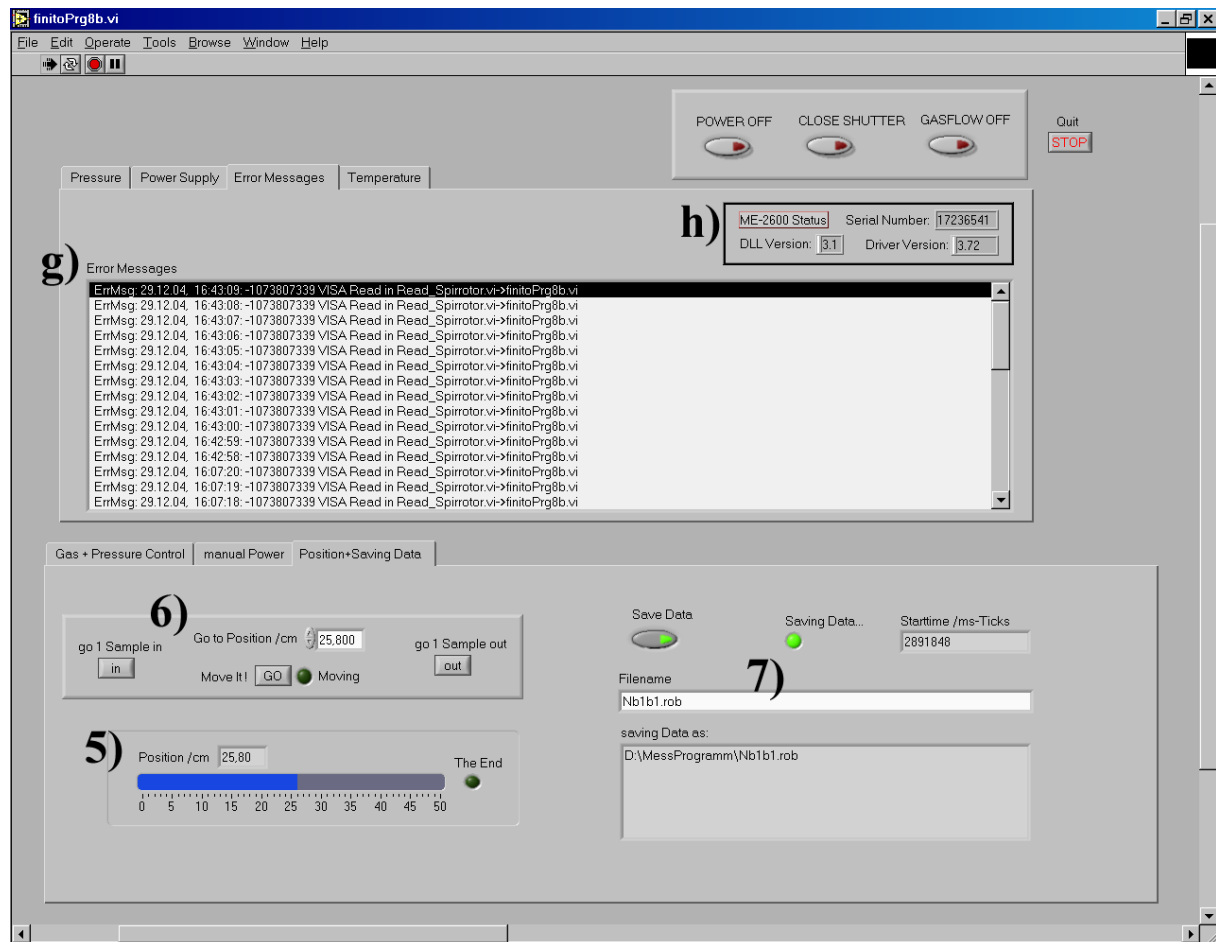 finitoPrg8b.vi
File Edit Operate Tools Browse Window Help
POWER OFF CLOSE SHUTTER GASFLOW OFF
Quit
STOP
Pressure Power Supply Error Messages Temperature
h)
ME-2600 Status Serial Number: 17236541
DLL Version: 3.1 Driver Version: 3.72
g)
Error Messages
ErrMsg: 29.12.04, 16:43:09: -1073807339 VISA Read in Read_Spirrotor.vi->finitoPrg8b.vi
ErrMsg: 29.12.04, 16:43:08: -1073807339 VISA Read in Read_Spirrotor.vi->finitoPrg8b.vi
ErrMsg: 29.12.04, 16:43:07: -1073807339 VISA Read in Read_Spirrotor.vi->finitoPrg8b.vi
ErrMsg: 29.12.04, 16:43:06: -1073807339 VISA Read in Read_Spirrotor.vi->finitoPrg8b.vi
ErrMsg: 29.12.04, 16:43:05: -1073807339 VISA Read in Read_Spirrotor.vi->finitoPrg8b.vi
ErrMsg: 29.12.04, 16:43:04: -1073807339 VISA Read in Read_Spirrotor.vi->finitoPrg8b.vi
ErrMsg: 29.12.04, 16:43:03: -1073807339 VISA Read in Read_Spirrotor.vi->finitoPrg8b.vi
ErrMsg: 29.12.04, 16:43:02: -1073807339 VISA Read in Read_Spirrotor.vi->finitoPrg8b.vi
ErrMsg: 29.12.04, 16:43:01: -1073807339 VISA Read in Read_Spirrotor.vi->finitoPrg8b.vi
ErrMsg: 29.12.04, 16:43:00: -1073807339 VISA Read in Read_Spirrotor.vi->finitoPrg8b.vi
ErrMsg: 29.12.04, 16:42:59: -1073807339 VISA Read in Read_Spirrotor.vi->finitoPrg8b.vi
ErrMsg: 29.12.04, 16:42:58: -1073807339 VISA Read in Read_Spirrotor.vi->finitoPrg8b.vi
ErrMsg: 29.12.04, 16:07:20: -1073807339 VISA Read in Read_Spirrotor.vi->finitoPrg8b.vi
ErrMsg: 29.12.04, 16:07:19: -1073807339 VISA Read in Read_Spirrotor.vi->finitoPrg8b.vi
ErrMsg: 29.12.04, 16:07:18: -1073807339 VISA Read in Read_Spirrotor.vi->finitoPrg8b.vi
Gas + Pressure Control manual Power Position+Saving Data
6)
go 1 Sample in
in
Go to Position /cm 25,800
Move It! GO Moving
go 1 Sample out
out
5)
Position /cm 25,80
The End
0 5 10 15 20 25 30 35 40 45 50
Save Data
Saving Data...
Starttime /ms-Ticks
2891848
7)
Filename
Nb1b1.rob
saving Data as:
D:\MessProgramm\Nb1b1.rob